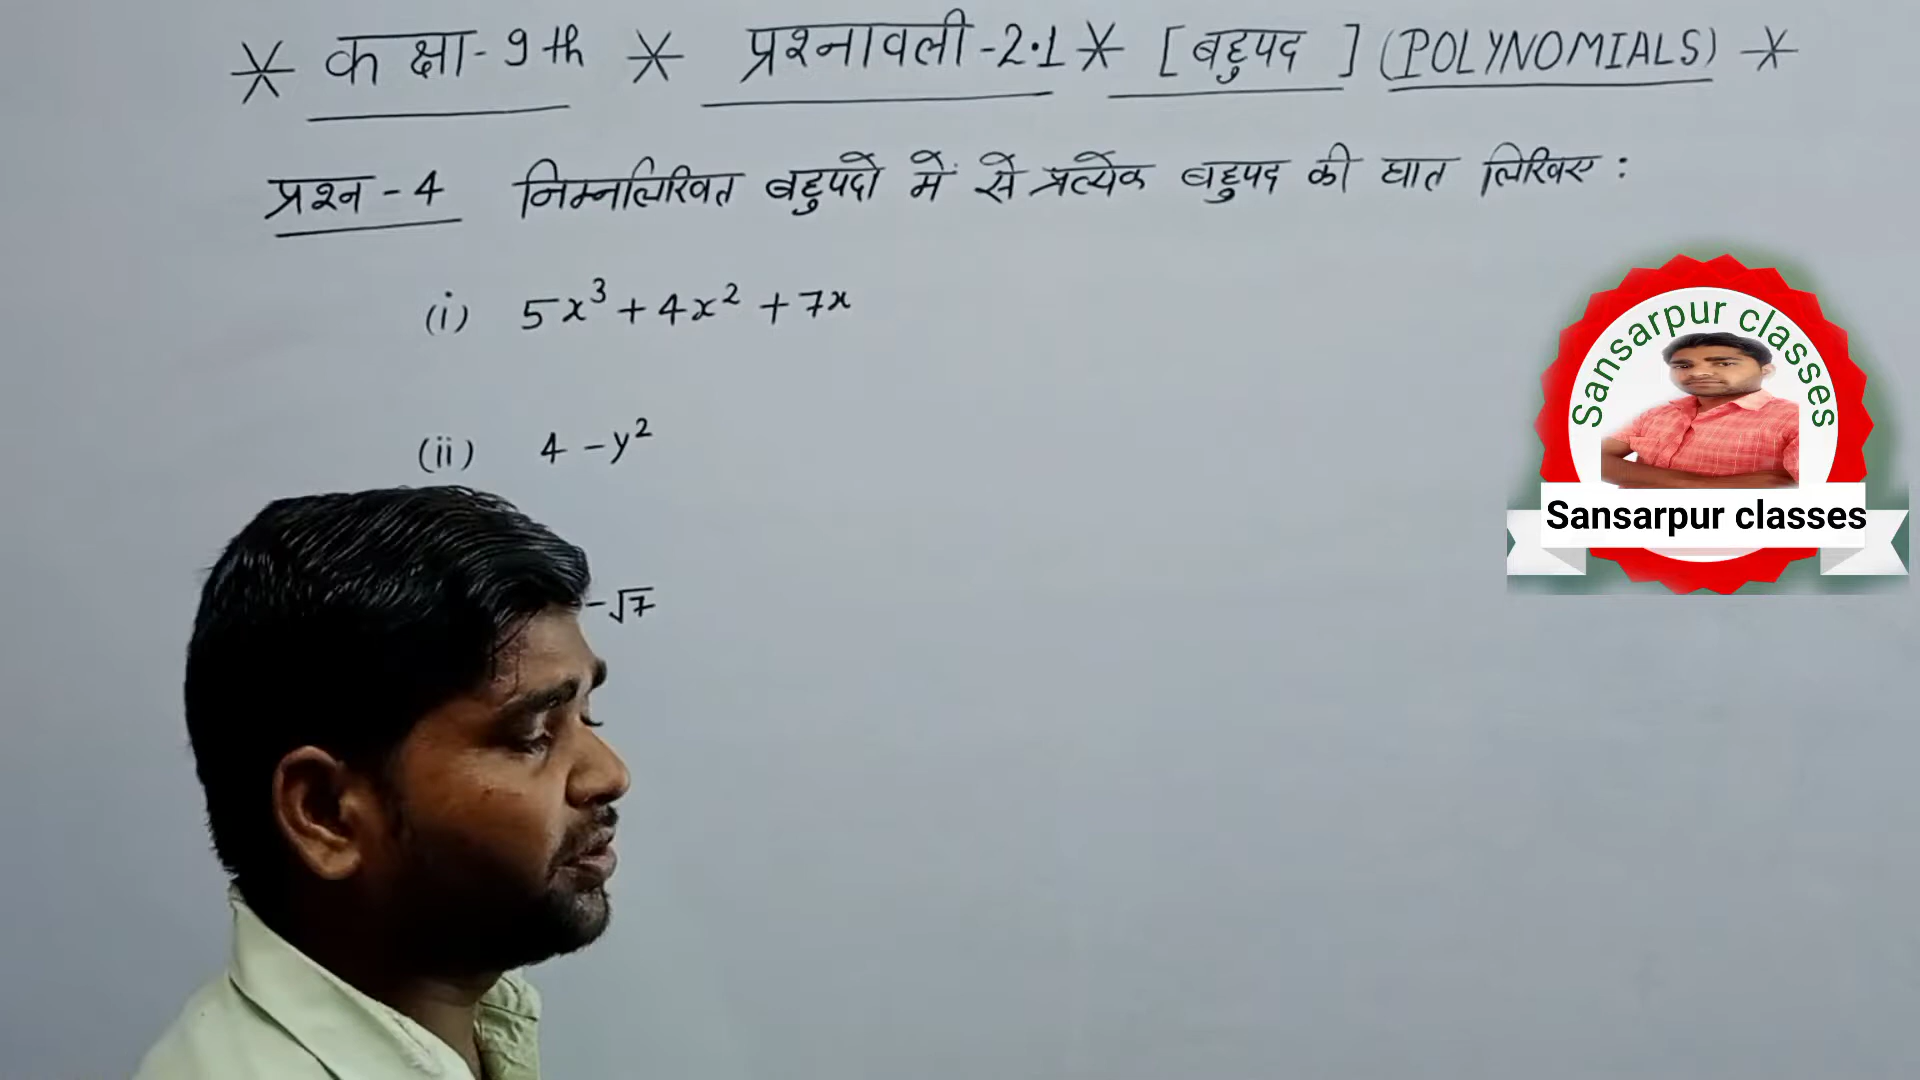 * कक्षा - 9th * प्रश्नावली - 2.1 * [ बहुपद ] (POLYNOMIALS) *
प्रश्न - 4 निम्नलिखित बहुपदों में से प्रत्येक बहुपद की घात लिखिए :
(i) 5x³ + 4x² + 7x
(ii) 4 - y²
- √7
Sansarpur classes
Sansarpur classes